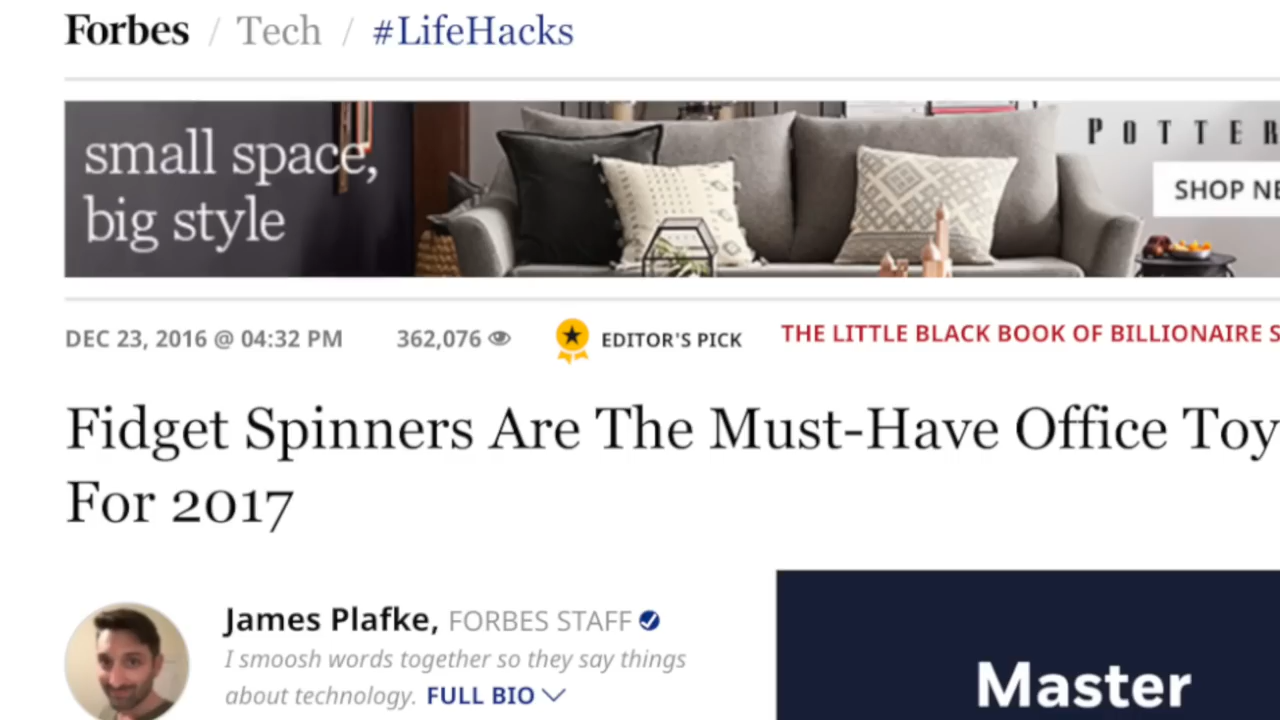 Forbes / Tech / #LifeHacks
small space,
big style
POTTER
SHOP NE
DEC 23, 2016 @ 04:32 PM 362,076 EDITOR'S PICK THE LITTLE BLACK BOOK OF BILLIONAIRE S
Fidget Spinners Are The Must-Have Office Toy
For 2017
James Plafke, FORBES STAFF
I smoosh words together so they say things
about technology. FULL BIO
Master